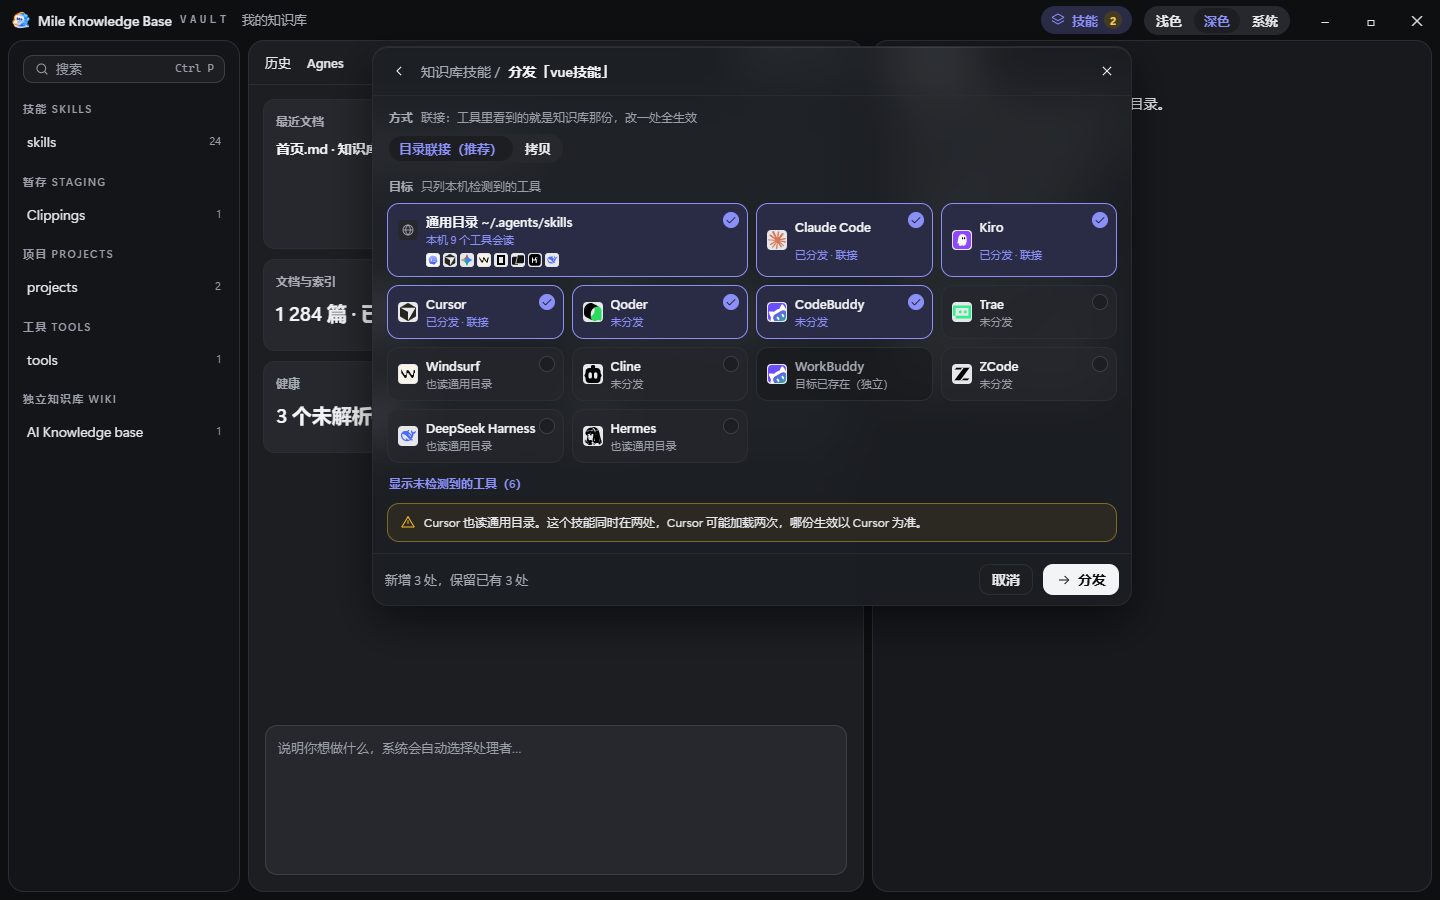 Mile Knowledge Base VAULT 我的知识库
技能 2
浅色 深色 系统
搜索 Ctrl P
技能 SKILLS
skills 24
暂存 STAGING
Clippings 1
项目 PROJECTS
projects 2
工具 TOOLS
tools 1
独立知识库 WIKI
AI Knowledge base 1
历史 Agnes
最近文档
首页.md · 知识库
文档与索引
1 284 篇 · 已
健康
3 个未解析
说明你想做什么，系统会自动选择处理者...
目录。
知识库技能 / 分发「vue技能」
方式 联接：工具里看到的就是知识库那份，改一处全生效
目录联接（推荐） 拷贝
目标 只列本机检测到的工具
通用目录 ~/.agents/skills
本机 9 个工具会读
Claude Code
已分发 · 联接
Kiro
已分发 · 联接
Cursor
已分发 · 联接
Qoder
未分发
CodeBuddy
未分发
Trae
未分发
Windsurf
也读通用目录
Cline
未分发
WorkBuddy
目标已存在（独立）
ZCode
未分发
DeepSeek Harness
也读通用目录
Hermes
也读通用目录
显示未检测到的工具（6）
Cursor 也读通用目录。这个技能同时在两处，Cursor 可能加载两次，哪份生效以 Cursor 为准。
新增 3 处，保留已有 3 处
取消
分发